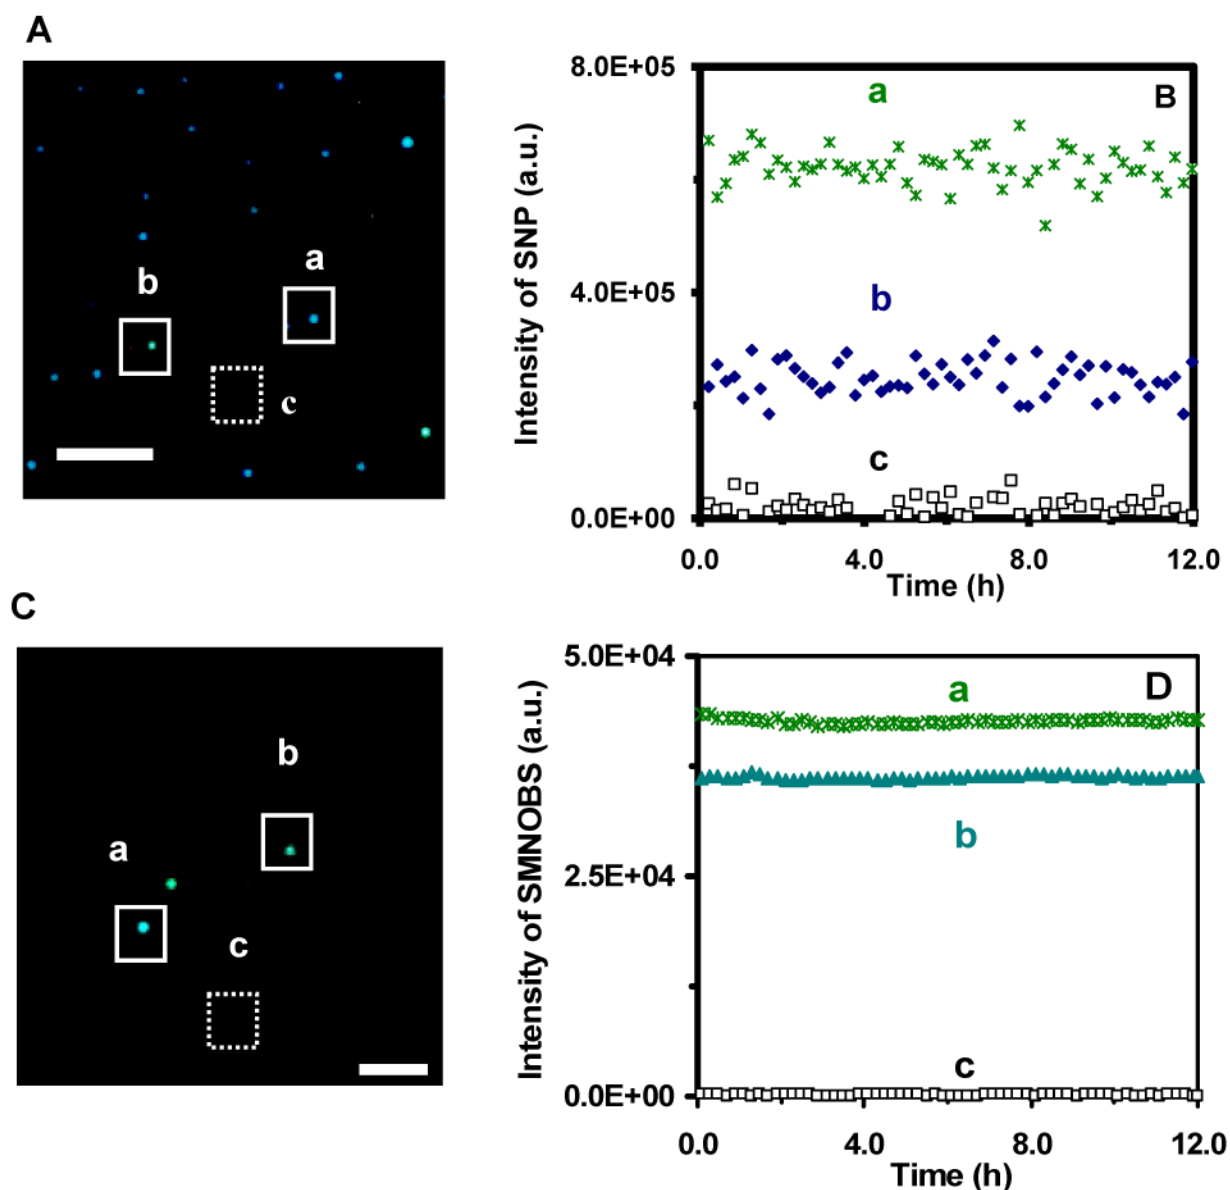 A
a
b
c
8.0E+05
4.0E+05
0.0E+00
Intensity of SNP (a.u.)
B
a
b
c
0.0 4.0 8.0 12.0
Time (h)
C
b
a
c
5.0E+04
2.5E+04
0.0E+00
Intensity of SMNOBS (a.u.)
D
a
b
c
0.0 4.0 8.0 12.0
Time (h)